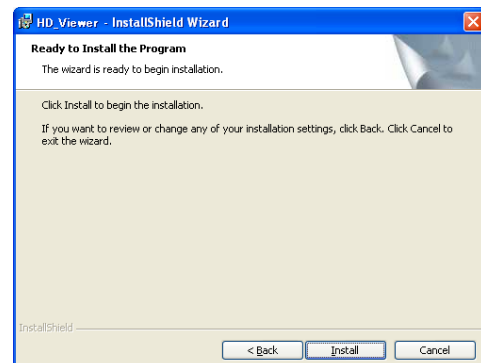 HD_Viewer - InstallShield Wizard
Ready to Install the Program
The wizard is ready to begin installation.
Click Install to begin the installation.
If you want to review or change any of your installation settings, click Back. Click Cancel to
exit the wizard.
InstallShield
< Back Install Cancel